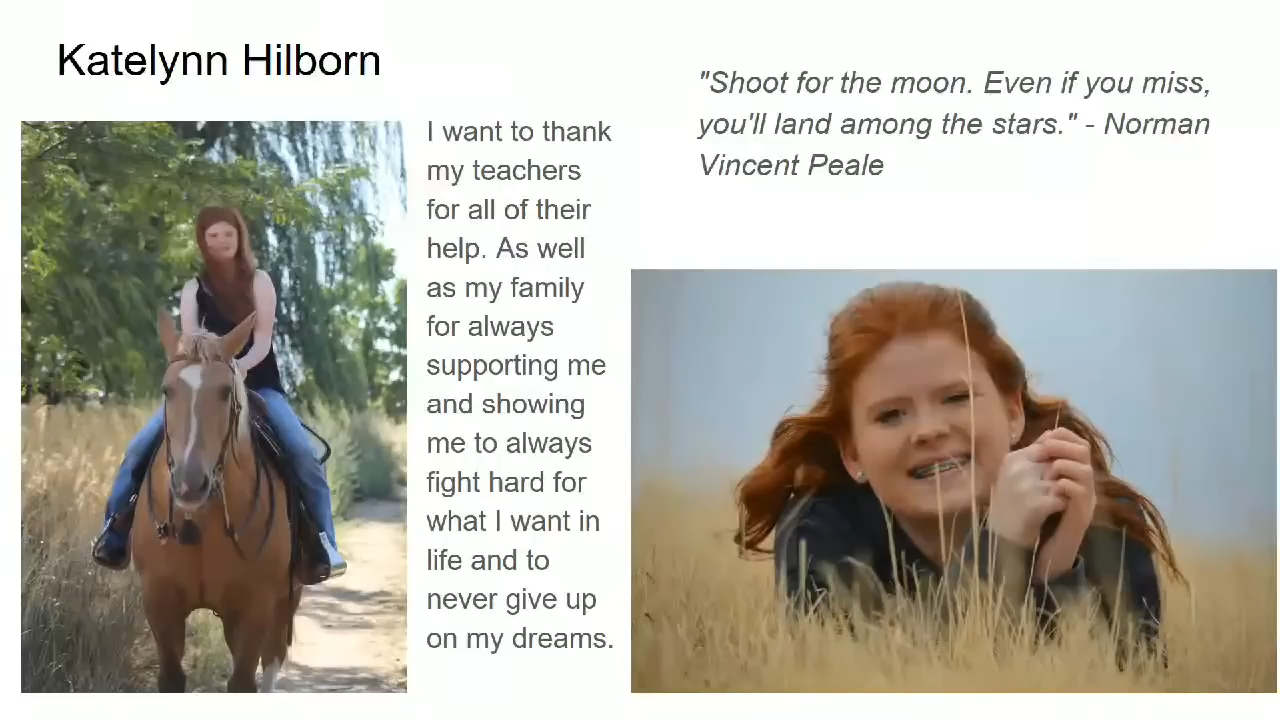 Katelynn Hilborn
I want to thank
my teachers
for all of their
help. As well
as my family
for always
supporting me
and showing
me to always
fight hard for
what I want in
life and to
never give up
on my dreams.
"Shoot for the moon. Even if you miss,
you'll land among the stars." - Norman
Vincent Peale